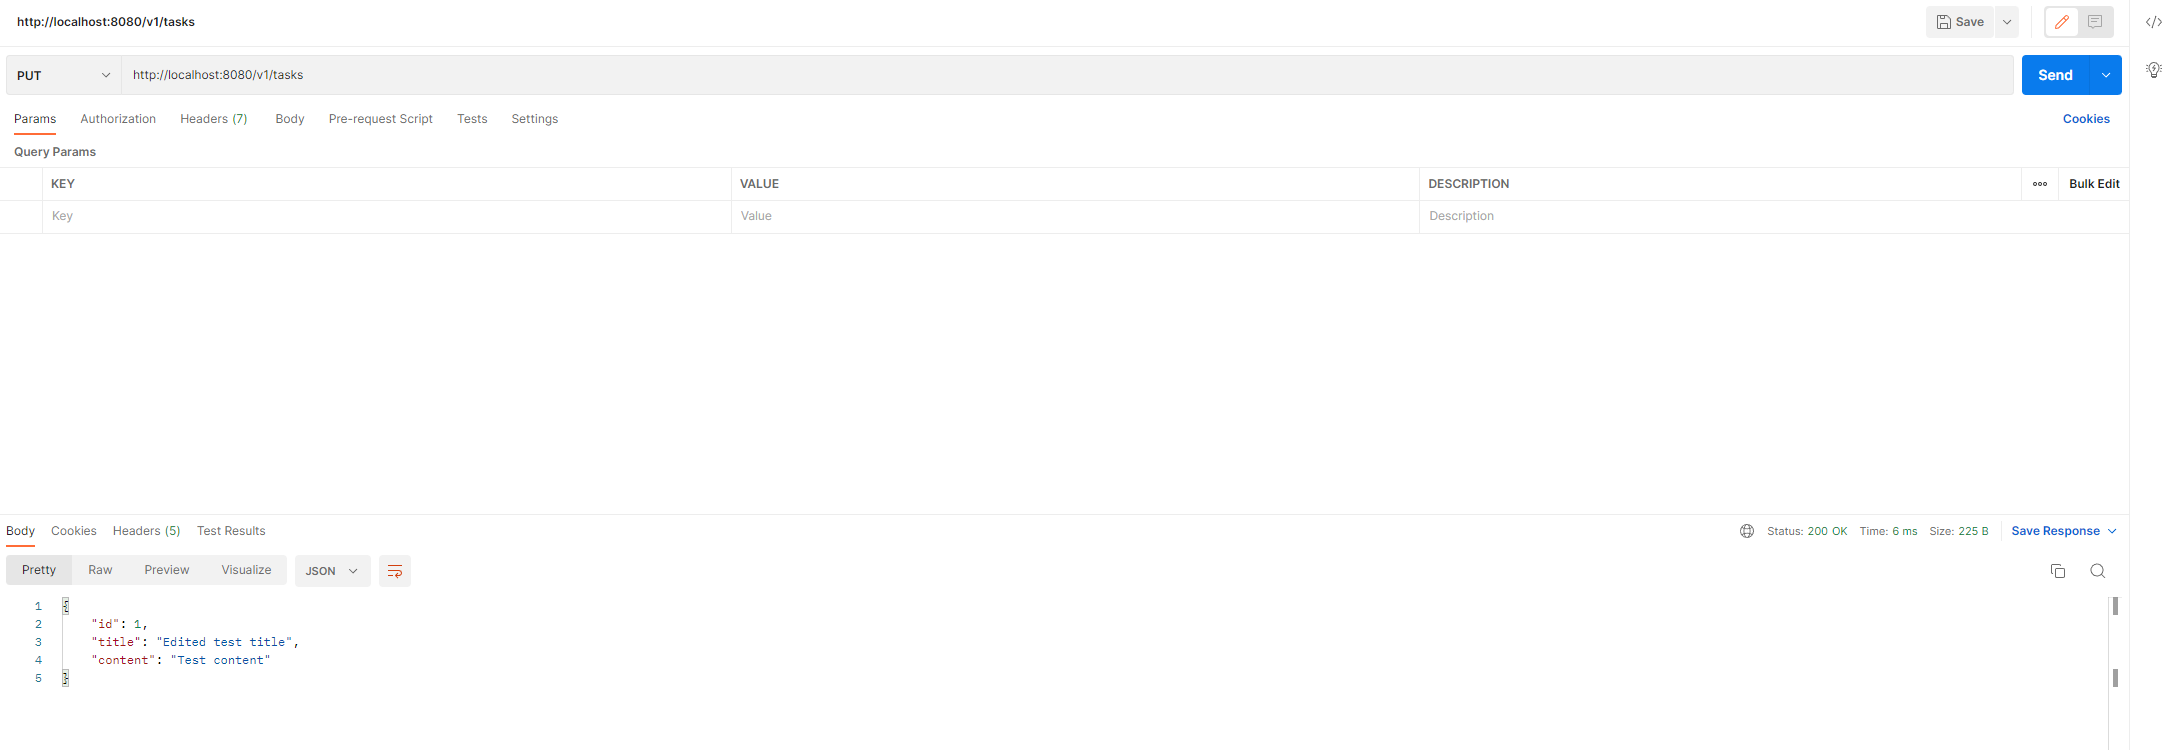 http://localhost:8080/v1/tasks
Save
PUT http://localhost:8080/v1/tasks Send
Params Authorization Headers (7) Body Pre-request Script Tests Settings Cookies
Query Params
KEY VALUE DESCRIPTION Bulk Edit
Key Value Description
Body Cookies Headers (5) Test Results Status: 200 OK Time: 6 ms Size: 225 B Save Response
Pretty Raw Preview Visualize JSON
1 {
2 "id": 1,
3 "title": "Edited test title",
4 "content": "Test content"
5 }